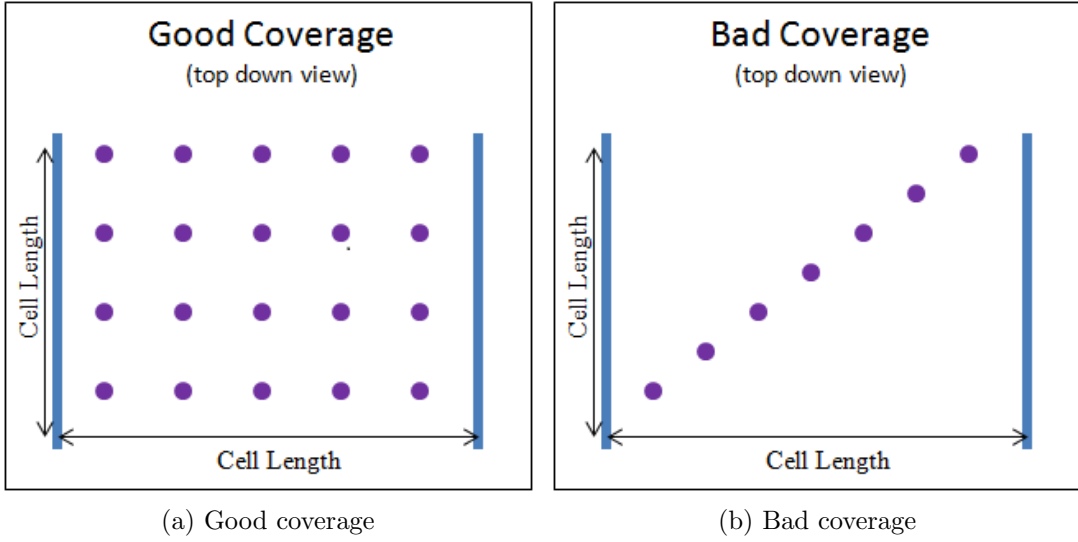 Good Coverage
(top down view)
Cell Length
Cell Length
(a) Good coverage
Bad Coverage
(top down view)
Cell Length
Cell Length
(b) Bad coverage